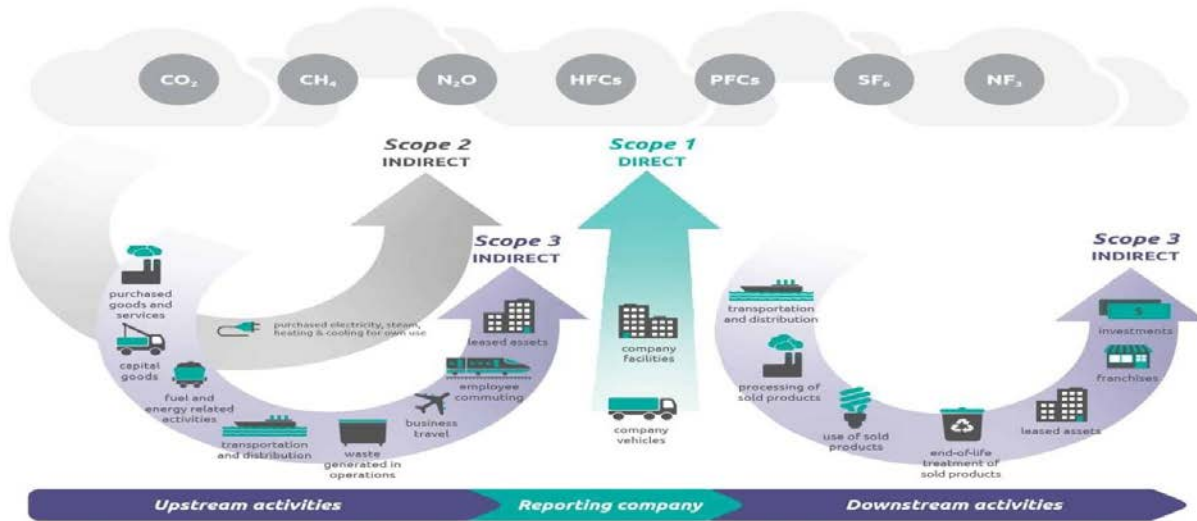 CO₂
CH₄
N₂O
HFCs
PFCs
SF₆
NF₃
Scope 2
INDIRECT
Scope 1
DIRECT
Scope 3
INDIRECT
Scope 3
INDIRECT
purchased
goods and
services
capital
goods
fuel and
energy related
activities
transportation
and distribution
waste
generated in
operations
business
travel
employee
commuting
leased assets
purchased electricity, steam,
heating & cooling for own use
company
facilities
company
vehicles
transportation
and distribution
processing of
sold products
use of sold
products
end-of-life
treatment of
sold products
leased assets
franchises
investments
$
Upstream activities
Reporting company
Downstream activities